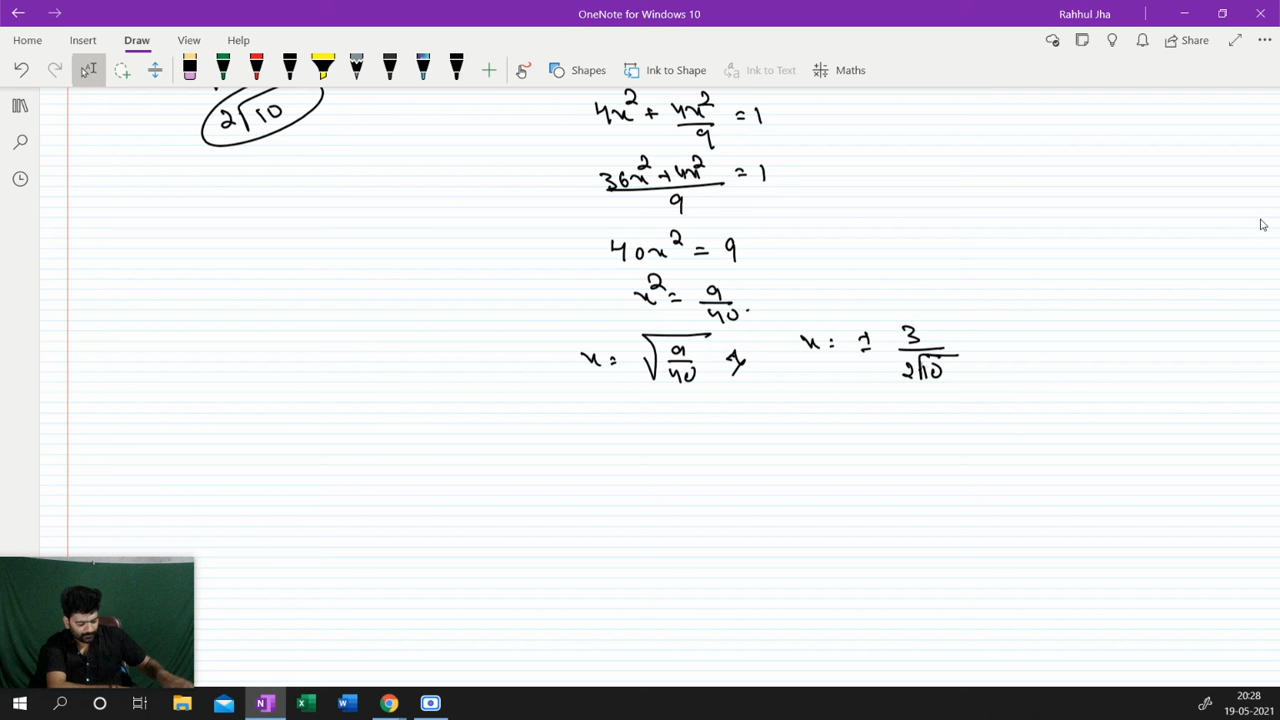 OneNote for Windows 10
Rahhul Jha
Home Insert Draw View Help
Share
Shapes Ink to Shape Ink to Text Maths
2√10
4x² + 4x²/9 = 1
(36x² + 4x²)/9 = 1
40x² = 9
x² = 9/40
x = √(9/40)
x = ± 3/(2√10)
20:28
19-05-2021